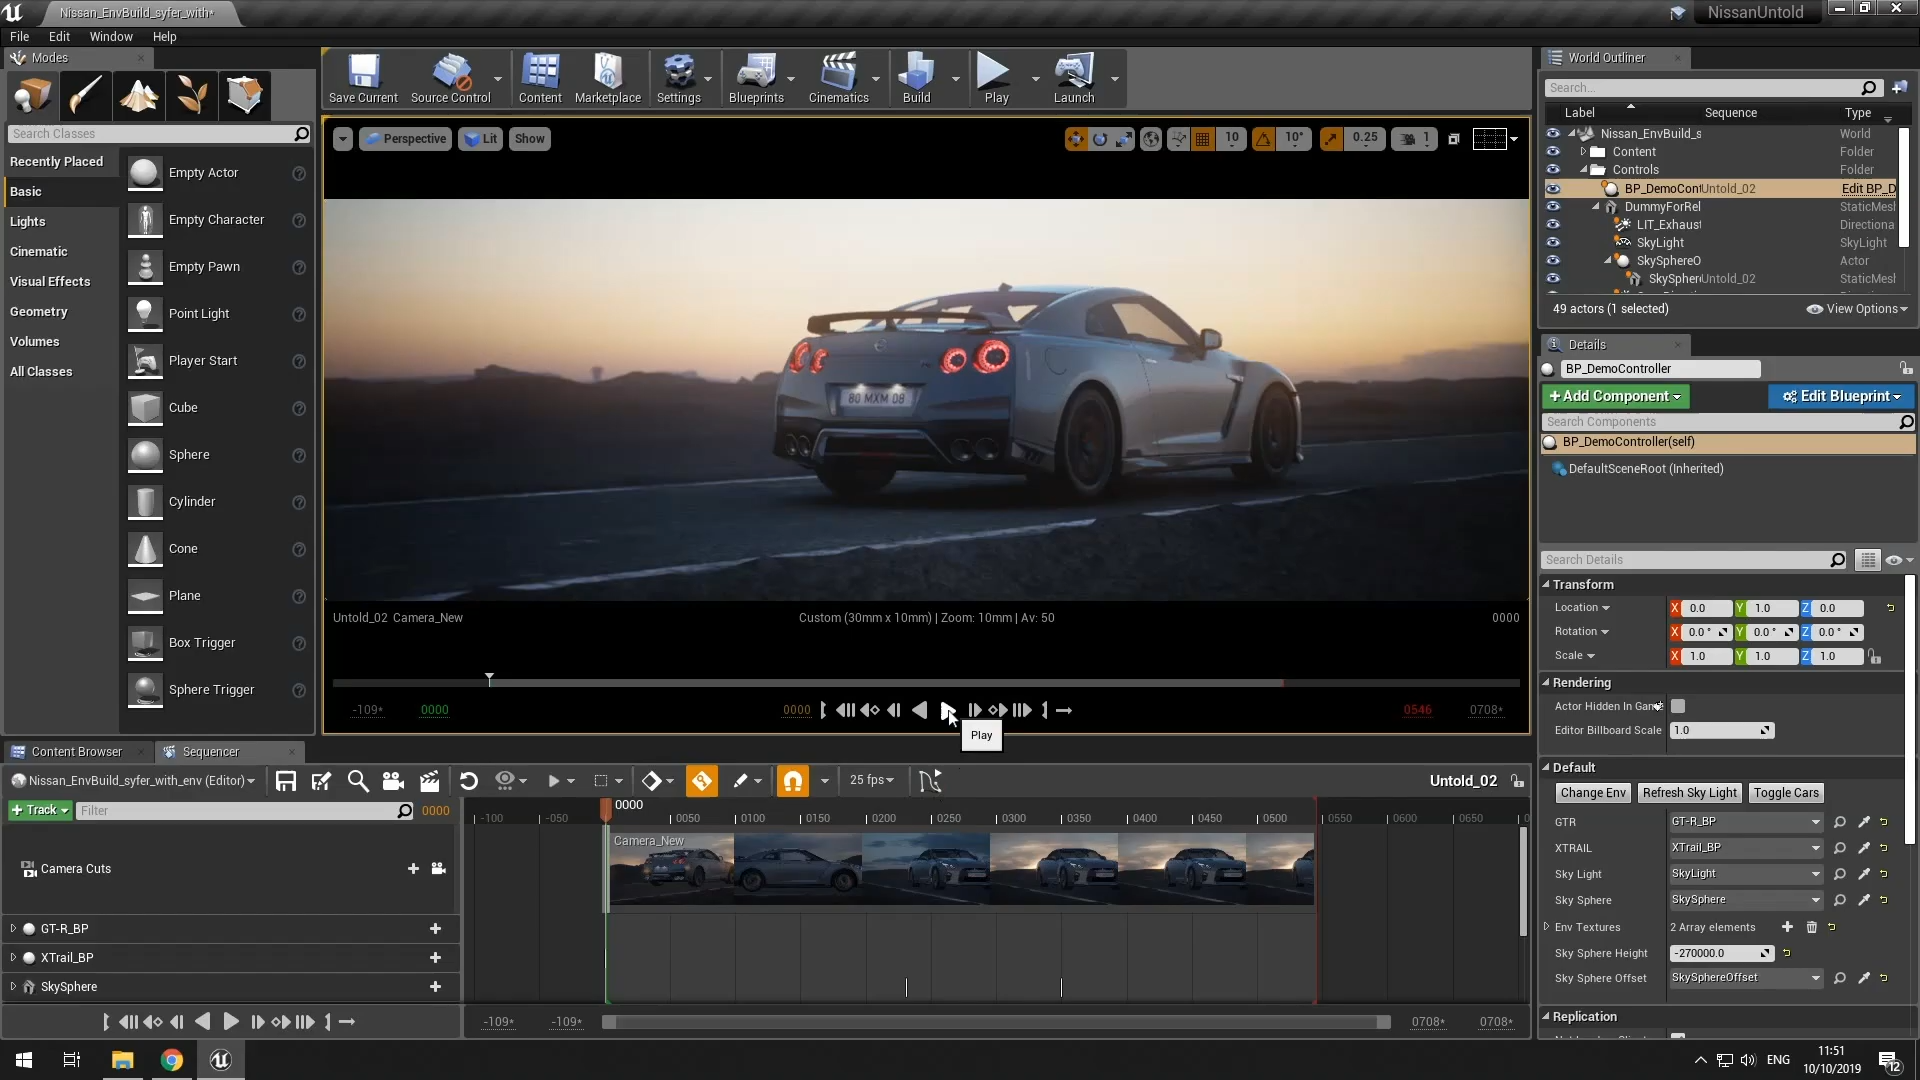 Nissan_EnvBuild_syfer_with*
NissanUntold
File Edit Window Help
Modes
Search Classes
Recently Placed
Basic
Lights
Cinematic
Visual Effects
Geometry
Volumes
All Classes
Empty Actor
Empty Character
Empty Pawn
Point Light
Player Start
Cube
Sphere
Cylinder
Cone
Plane
Box Trigger
Sphere Trigger
Save Current Source Control Content Marketplace Settings Blueprints Cinematics Build Play Launch
Perspective Lit Show
10 10° 0.25 1
80 MXM 08
Untold_02 Camera_New
Custom (30mm x 10mm) | Zoom: 10mm | Av: 50
0000
-109* 0000 0000 0546 0708*
Play
World Outliner
Search...
Label Sequence Type
Nissan_EnvBuild_s World
Content Folder
Controls Folder
BP_DemoCont Untold_02 Edit BP_D
DummyForRel StaticMesl
LIT_Exhaust Directiona
SkyLight SkyLight
SkySphereO Actor
SkySpher Untold_02 StaticMesl
49 actors (1 selected)
View Options
Details
BP_DemoController
+Add Component
Edit Blueprint
Search Components
BP_DemoController(self)
DefaultSceneRoot (Inherited)
Search Details
Transform
Location X 0.0 Y 1.0 Z 0.0
Rotation X 0.0 ° Y 0.0 ° Z 0.0 °
Scale X 1.0 Y 1.0 Z 1.0
Rendering
Actor Hidden In Game
Editor Billboard Scale 1.0
Default
Change Env Refresh Sky Light Toggle Cars
GTR GT-R_BP
XTRAIL XTrail_BP
Sky Light SkyLight
Sky Sphere SkySphere
Env Textures 2 Array elements
Sky Sphere Height -270000.0
Sky Sphere Offset SkySphereOffset
Replication
Content Browser
Sequencer
Nissan_EnvBuild_syfer_with_env (Editor)
25 fps
Untold_02
+ Track
Filter
0000
0000
-100 -050 0050 0100 0150 0200 0250 0300 0350 0400 0450 0500 0550 0600 0650
Camera_New
Camera Cuts
GT-R_BP
XTrail_BP
SkySphere
-109* -109* 0708* 0708*
ENG
11:51
10/10/2019
12